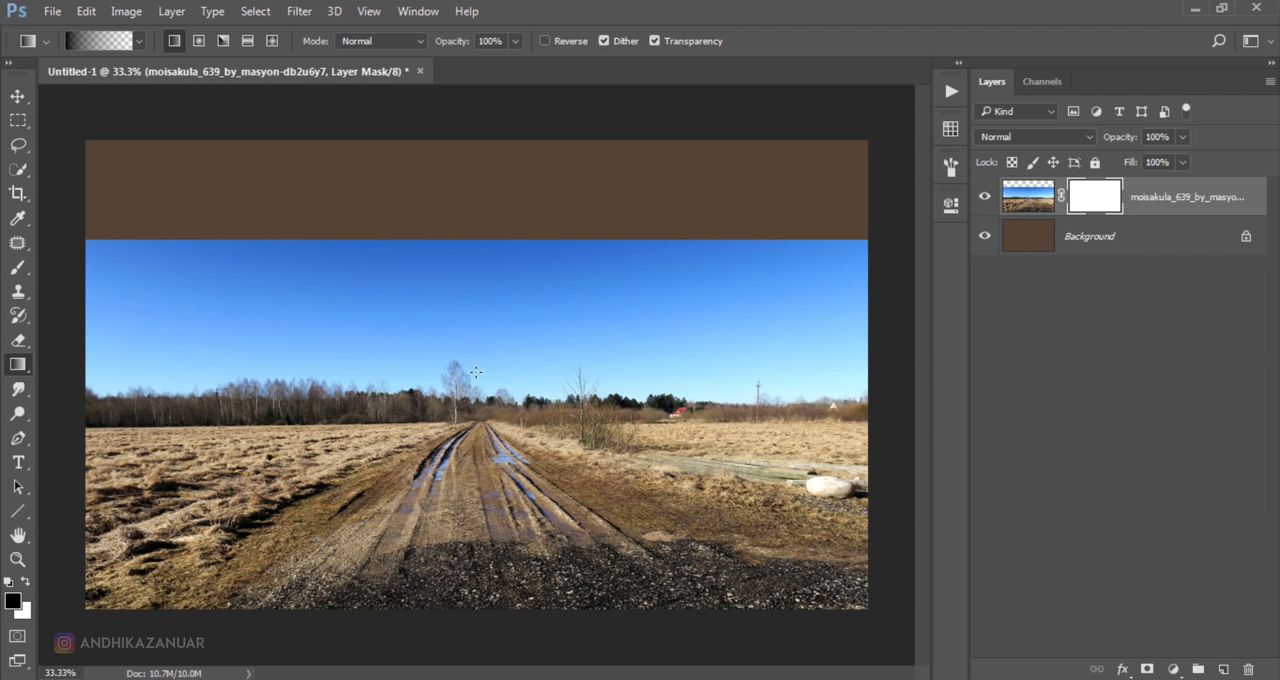 Ps File Edit Image Layer Type Select Filter 3D View Window Help
Mode: Normal Opacity: 100% Reverse Dither Transparency
Untitled-1 @ 33.3% (moisakula_639_by_masyon-db2u6y7, Layer Mask/8) * ×
Layers Channels
Kind
Normal Opacity: 100%
Lock: Fill: 100%
moisakula_639_by_masyo...
Background
ANDHIKAZANUAR
33.33% Doc: 10.7M/10.0M